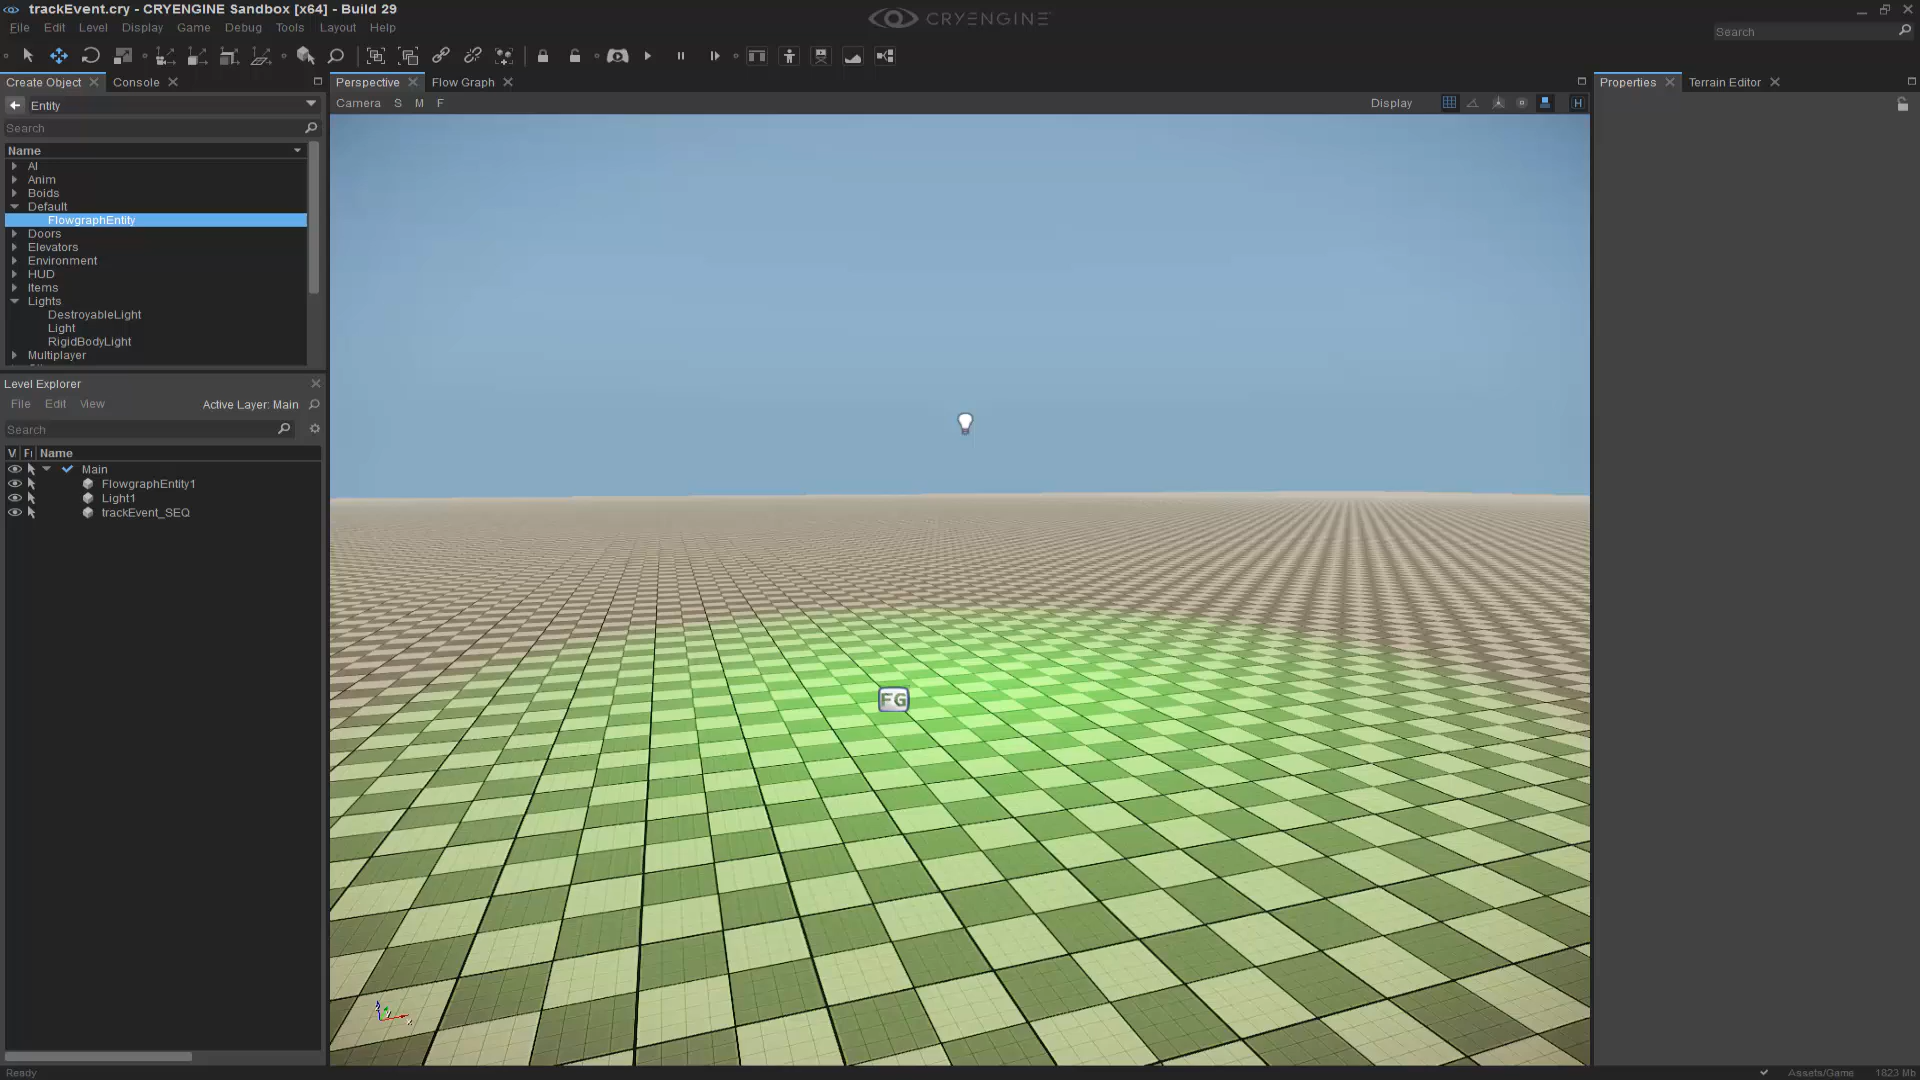 trackEvent.cry - CRYENGINE Sandbox [x64] - Build 29
CRYENGINE
File Edit Level Display Game Debug Tools Layout Help
Search
Create Object Console
Perspective Flow Graph
Properties Terrain Editor
Entity
Camera S M F
Display
H
Search
Name
AI
Anim
Boids
Default
FlowgraphEntity
Doors
Elevators
Environment
HUD
Items
Lights
DestroyableLight
Light
RigidBodyLight
Multiplayer
Level Explorer
File Edit View
Active Layer: Main
Search
V Fr Name
Main
FlowgraphEntity1
Light1
trackEvent_SEQ
FG
z y x
Ready
Assets/Game 1823 Mb